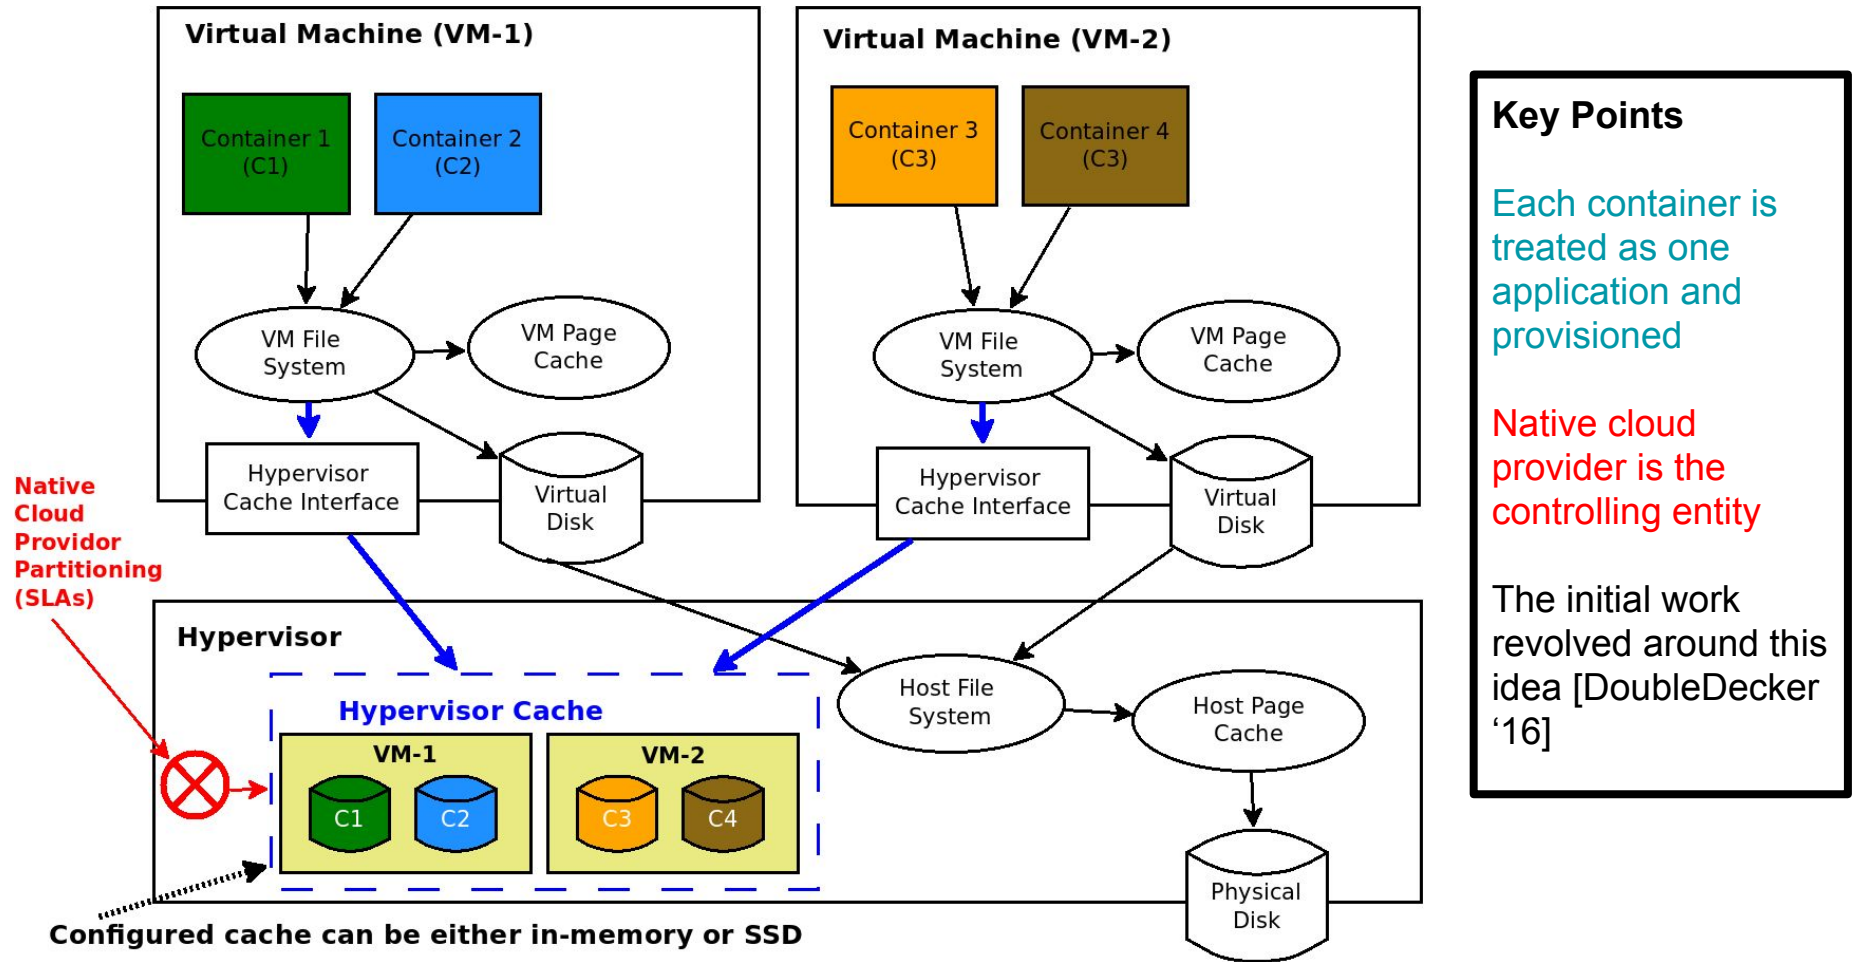 Virtual Machine (VM-1)
Container 1
(C1)
Container 2
(C2)
VM File
System
VM Page
Cache
Hypervisor
Cache Interface
Virtual
Disk
Virtual Machine (VM-2)
Container 3
(C3)
Container 4
(C3)
VM File
System
VM Page
Cache
Hypervisor
Cache Interface
Virtual
Disk
Native
Cloud
Providor
Partitioning
(SLAs)
Hypervisor
Hypervisor Cache
VM-1
C1
C2
VM-2
C3
C4
Host File
System
Host Page
Cache
Physical
Disk
Configured cache can be either in-memory or SSD
Key Points
Each container is
treated as one
application and
provisioned
Native cloud
provider is the
controlling entity
The initial work
revolved around this
idea [DoubleDecker
‘16]